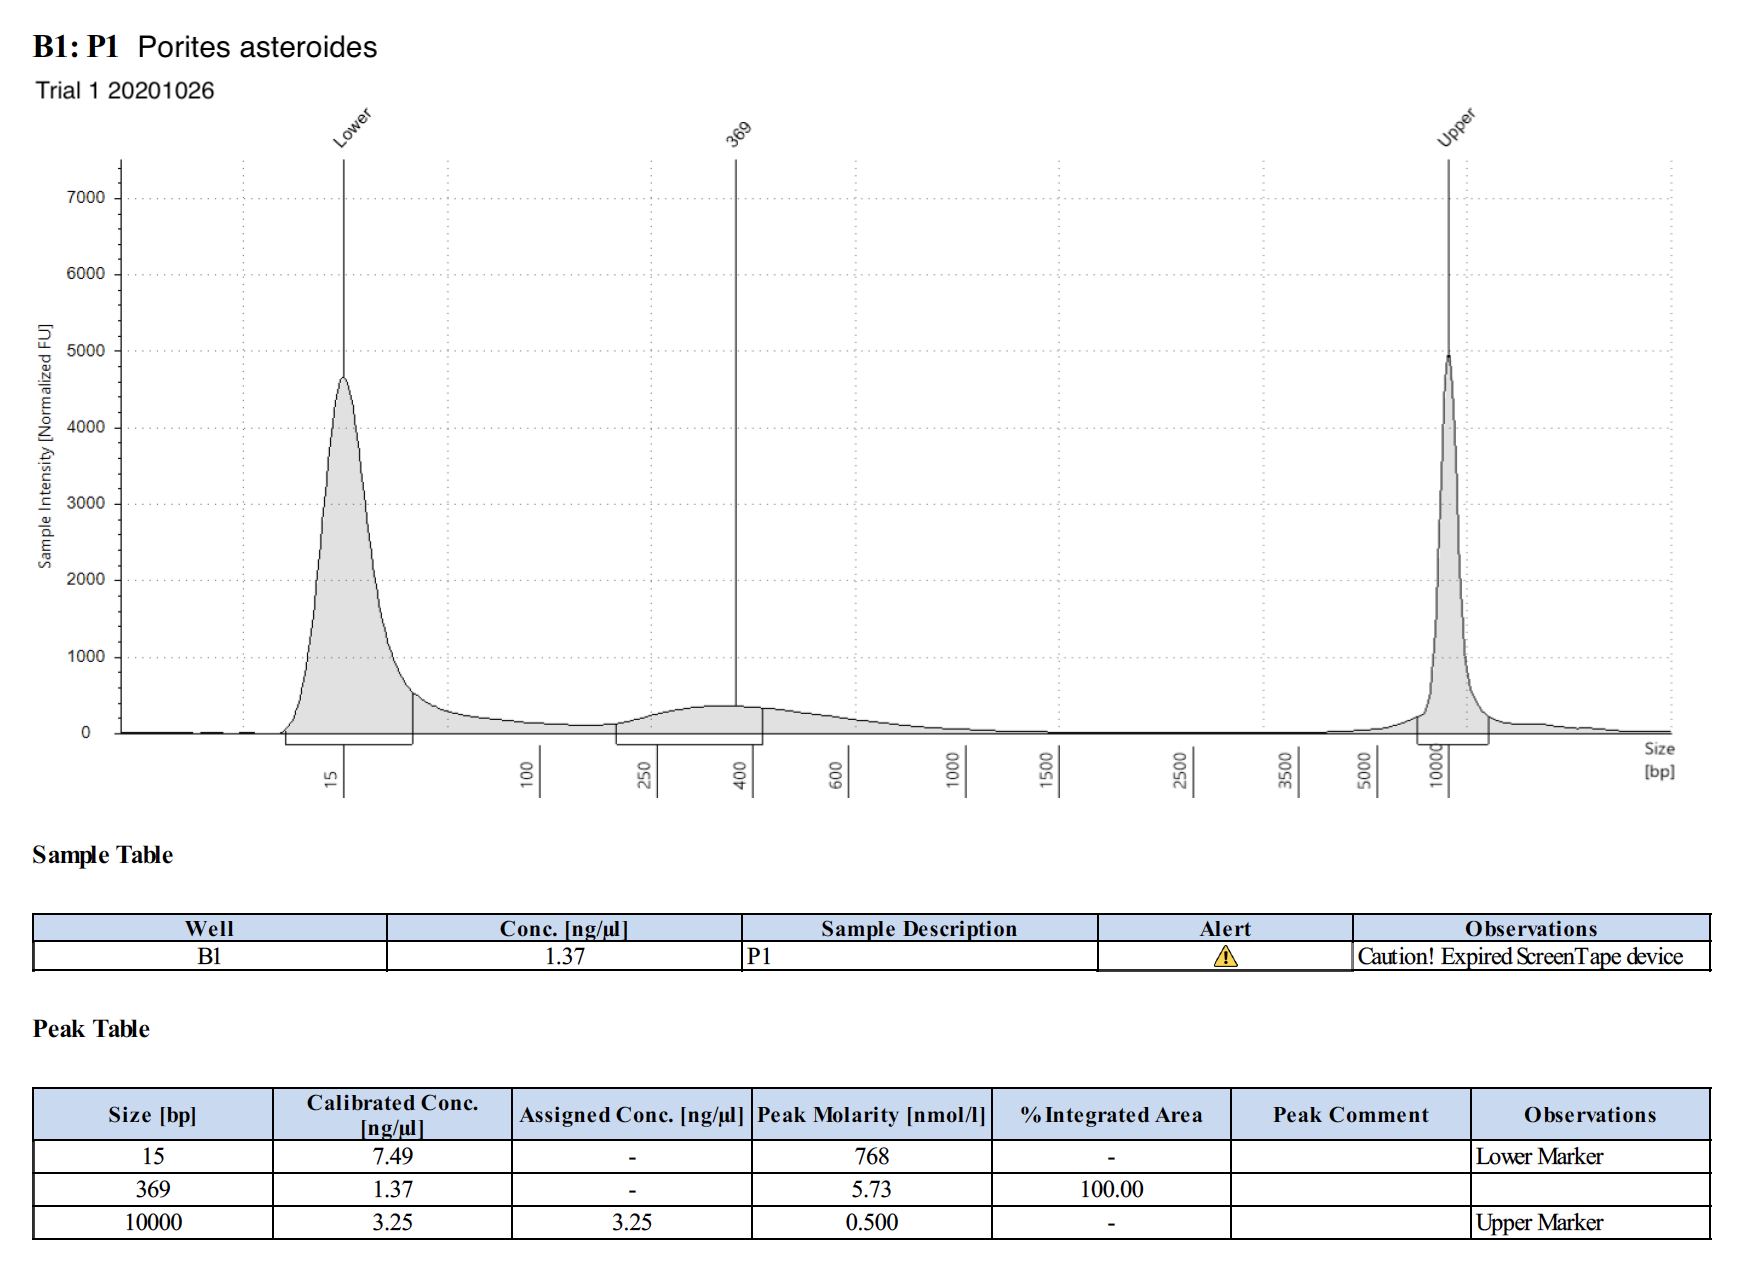 B1: P1 Porites asteroides
Trial 1 20201026
Lower
369
Upper
Sample Intensity [Normalized FU]
7000
6000
5000
4000
3000
2000
1000
0
15
100
250
400
600
1000
1500
2500
3500
5000
10000
Size
[bp]
Sample Table
Well Conc. [ng/µl] Sample Description Alert Observations
B1 1.37 P1 Caution! Expired ScreenTape device
Peak Table
Size [bp] Calibrated Conc. [ng/µl] Assigned Conc. [ng/µl] Peak Molarity [nmol/l] % Integrated Area Peak Comment Observations
15 7.49 - 768 - Lower Marker
369 1.37 - 5.73 100.00
10000 3.25 3.25 0.500 - Upper Marker